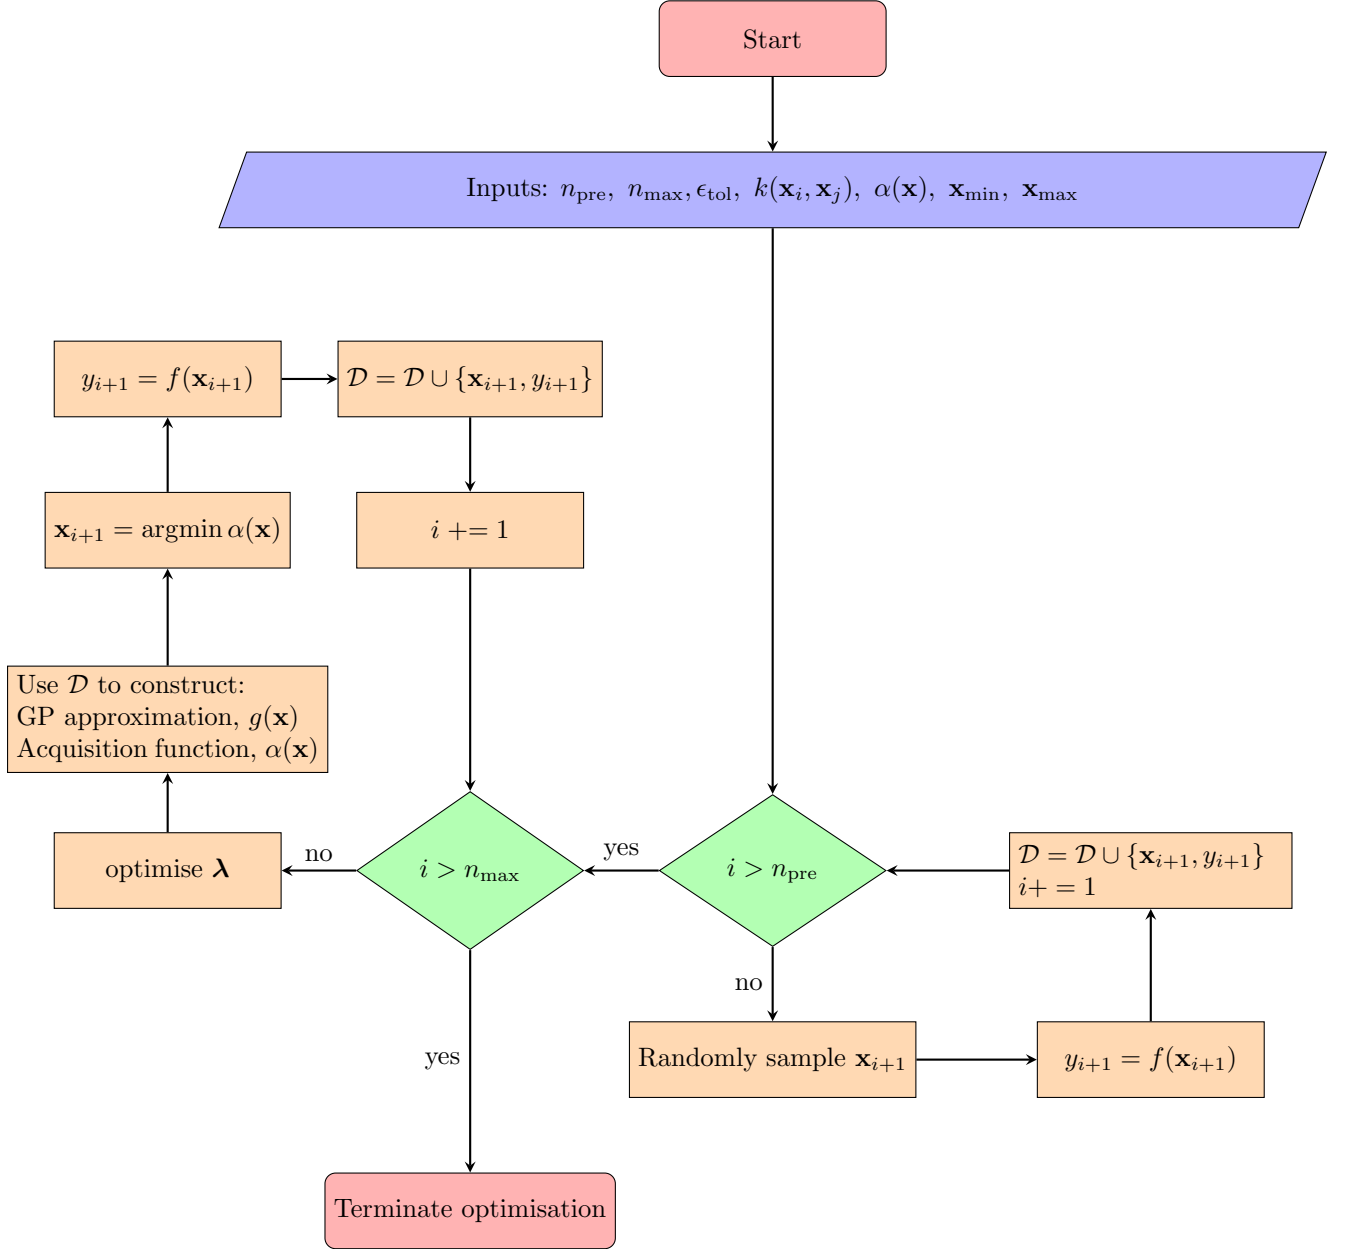 Start
Inputs: n_pre, n_max, ϵ_tol, k(𝐱_i, 𝐱_j), α(𝐱), 𝐱_min, 𝐱_max
y_{i+1} = f(𝐱_{i+1})
𝒟 = 𝒟 ∪ {𝐱_{i+1}, y_{i+1}}
𝐱_{i+1} = argmin α(𝐱)
i += 1
Use 𝒟 to construct:
GP approximation, g(𝐱)
Acquisition function, α(𝐱)
optimise 𝛌
no
i > n_max
yes
i > n_pre
𝒟 = 𝒟 ∪ {𝐱_{i+1}, y_{i+1}}
i+ = 1
no
yes
Randomly sample 𝐱_{i+1}
y_{i+1} = f(𝐱_{i+1})
Terminate optimisation